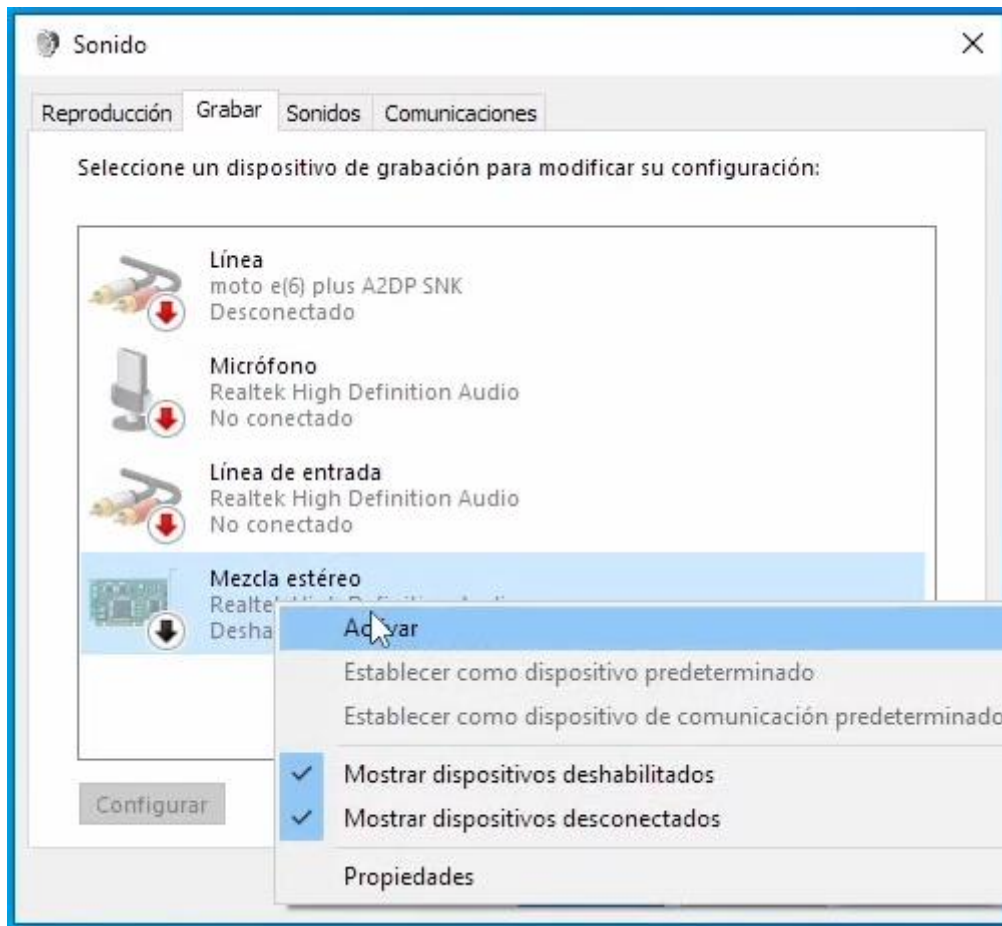 Sonido
Reproducción Grabar Sonidos Comunicaciones
Seleccione un dispositivo de grabación para modificar su configuración:
Línea
moto e(6) plus A2DP SNK
Desconectado
Micrófono
Realtek High Definition Audio
No conectado
Línea de entrada
Realtek High Definition Audio
No conectado
Mezcla estéreo
Realte
Desha
Activar
Establecer como dispositivo predeterminado
Establecer como dispositivo de comunicación predeterminado
Mostrar dispositivos deshabilitados
Mostrar dispositivos desconectados
Configurar
Propiedades